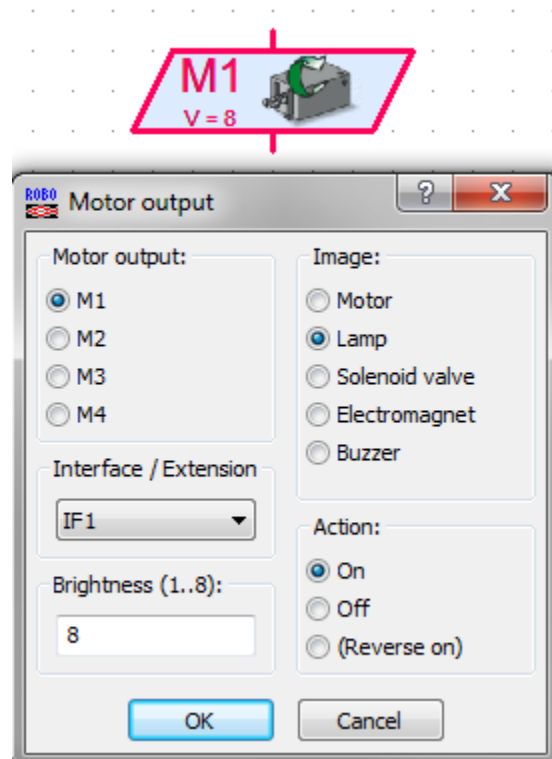 M1
V = 8
ROBO Motor output
Motor output:
M1
M2
M3
M4
Interface / Extension
IF1
Brightness (1..8):
8
Image:
Motor
Lamp
Solenoid valve
Electromagnet
Buzzer
Action:
On
Off
(Reverse on)
OK
Cancel